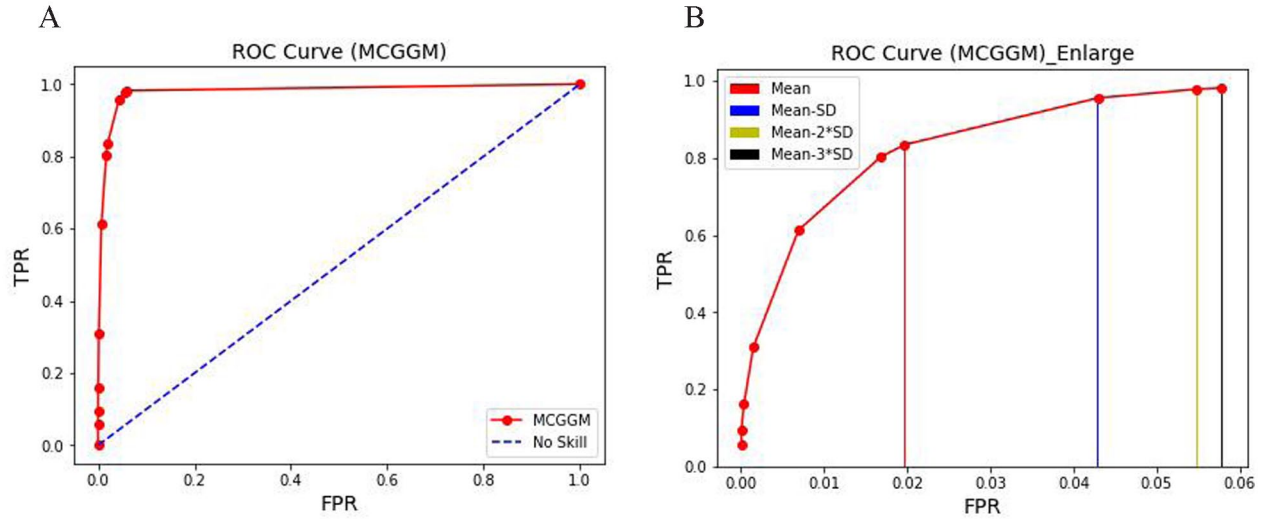 A
ROC Curve (MCGGM)
1.0
0.8
0.6
0.4
0.2
0.0
TPR
0.0
0.2
0.4
0.6
0.8
1.0
FPR
MCGGM
No Skill
B
ROC Curve (MCGGM)_Enlarge
1.0
0.8
0.6
0.4
0.2
0.0
TPR
0.00
0.01
0.02
0.03
0.04
0.05
0.06
FPR
Mean
Mean-SD
Mean-2*SD
Mean-3*SD